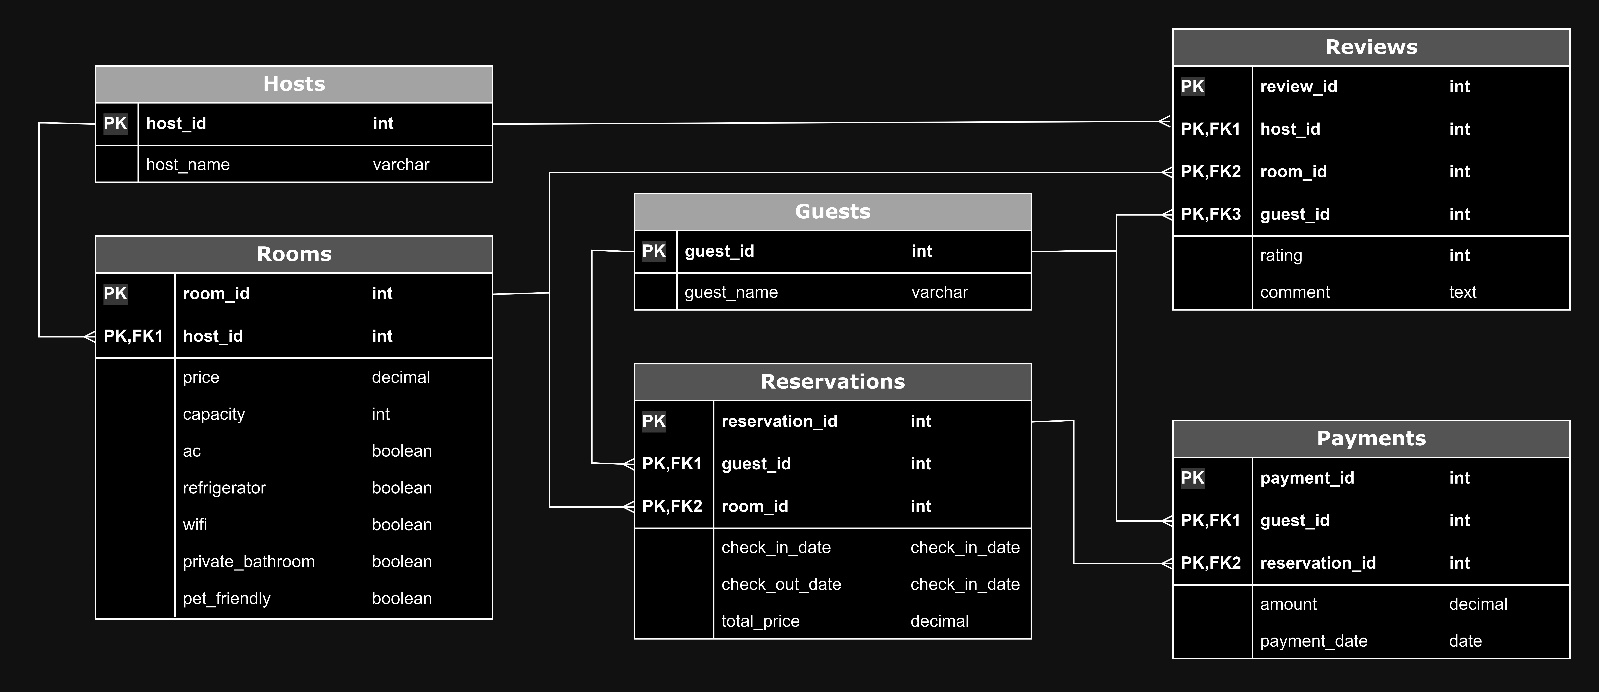 Hosts
PK host_id int
host_name varchar
Rooms
PK room_id int
PK,FK1 host_id int
price decimal
capacity int
ac boolean
refrigerator boolean
wifi boolean
private_bathroom boolean
pet_friendly boolean
Guests
PK guest_id int
guest_name varchar
Reservations
PK reservation_id int
PK,FK1 guest_id int
PK,FK2 room_id int
check_in_date check_in_date
check_out_date check_in_date
total_price decimal
Reviews
PK review_id int
PK,FK1 host_id int
PK,FK2 room_id int
PK,FK3 guest_id int
rating int
comment text
Payments
PK payment_id int
PK,FK1 guest_id int
PK,FK2 reservation_id int
amount decimal
payment_date date